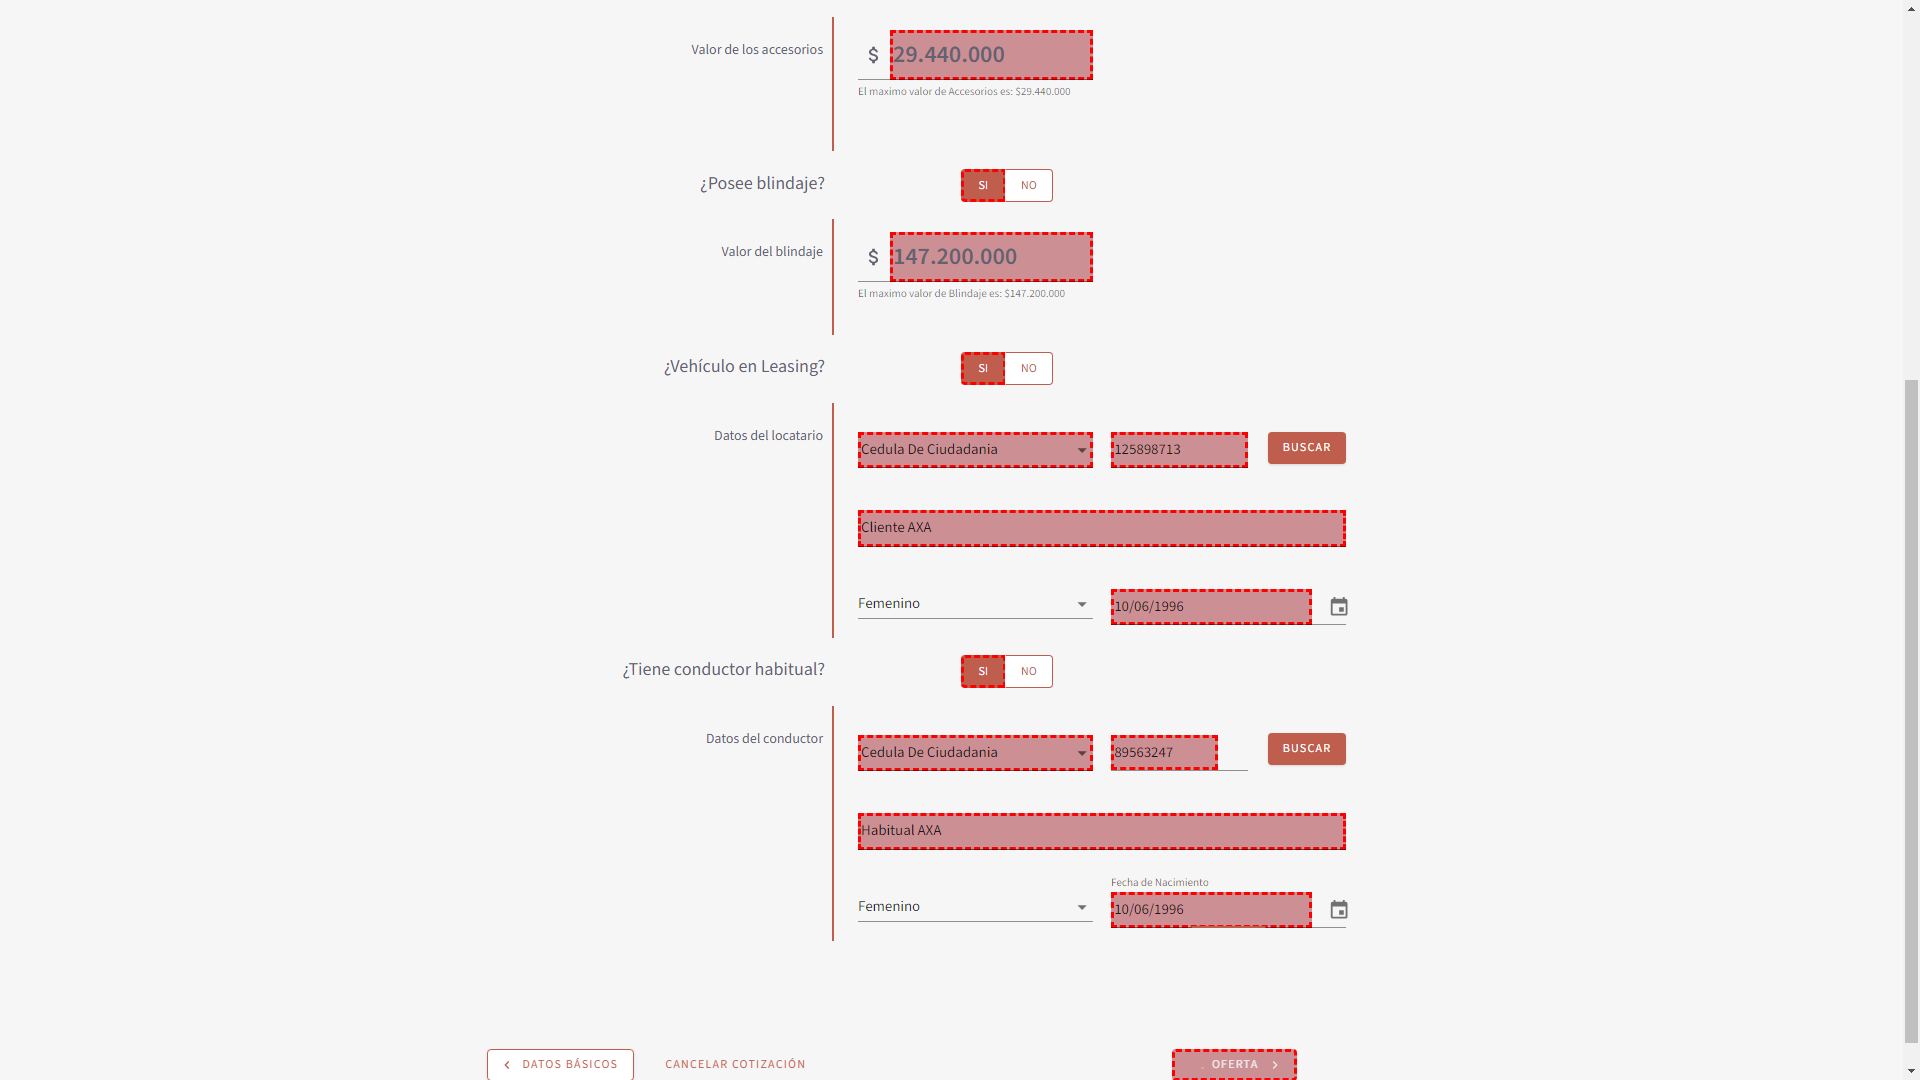 Valor de los accesorios
$ 29.440.000
El maximo valor de Accesorios es: $29.440.000
¿Posee blindaje?
SI NO
Valor del blindaje
$ 147.200.000
El maximo valor de Blindaje es: $147.200.000
¿Vehículo en Leasing?
SI NO
Datos del locatario
Cedula De Ciudadania 125898713 BUSCAR
Cliente AXA
Femenino 10/06/1996
¿Tiene conductor habitual?
SI NO
Datos del conductor
Cedula De Ciudadania 89563247 BUSCAR
Habitual AXA
Fecha de Nacimiento
Femenino 10/06/1996
DATOS BÁSICOS CANCELAR COTIZACIÓN OFERTA